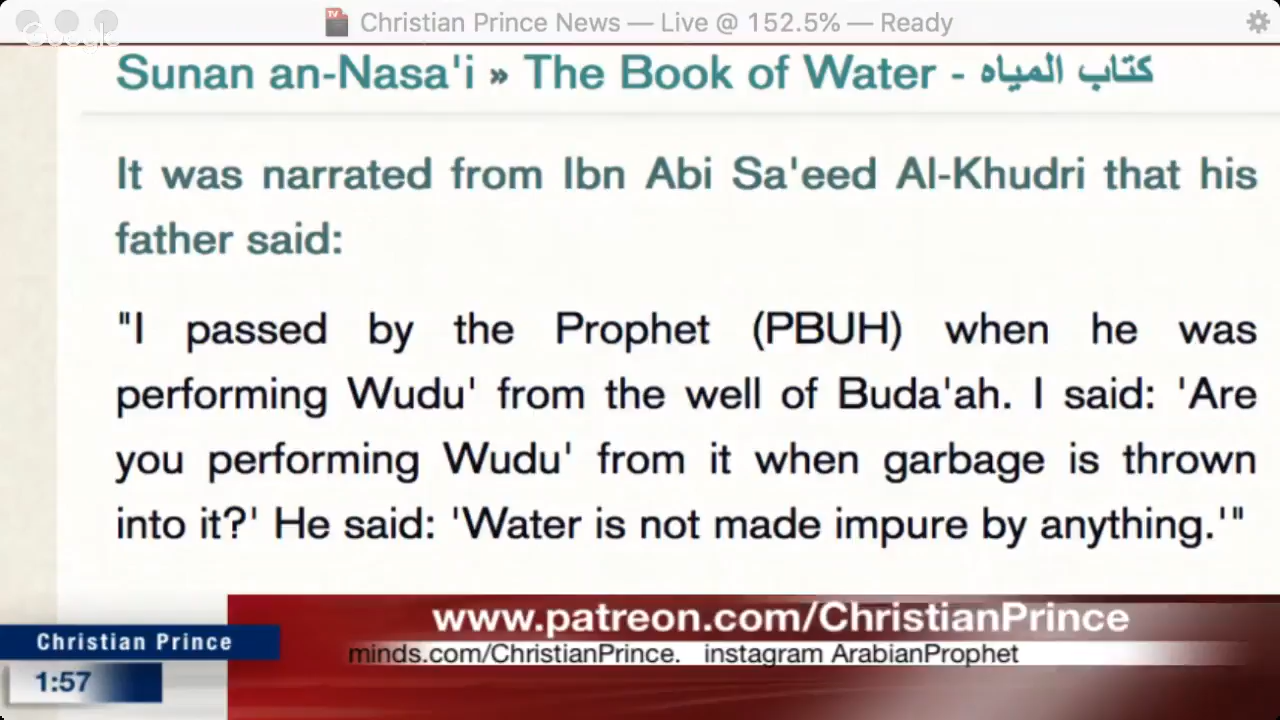 Christian Prince News — Live @ 152.5% — Ready
Google
Sunan an-Nasa'i » The Book of Water - كتاب المياه
It was narrated from Ibn Abi Sa'eed Al-Khudri that his
father said:
"I passed by the Prophet (PBUH) when he was
performing Wudu' from the well of Buda'ah. I said: 'Are
you performing Wudu' from it when garbage is thrown
into it?' He said: 'Water is not made impure by anything.'"
www.patreon.com/ChristianPrince
Christian Prince
minds.com/ChristianPrince. instagram ArabianProphet
1:57